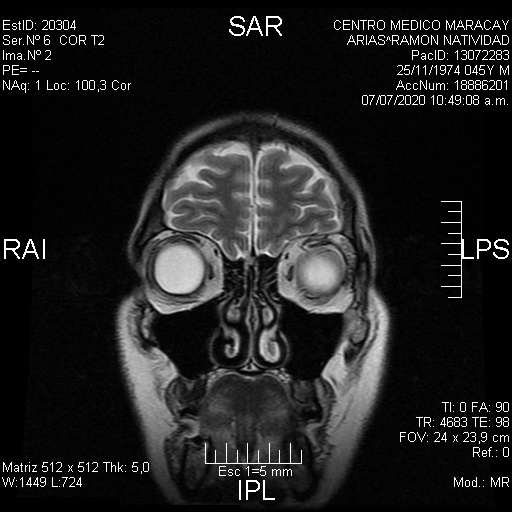 EstID: 20304
Ser.Nº 6 COR T2
Ima.Nº 2
PE= --
NAq: 1 Loc: 100,3 Cor
SAR
CENTRO MEDICO MARACAY
ARIAS^RAMON NATIVIDAD
PacID: 13072283
25/11/1974 045Y M
AccNum: 18886201
07/07/2020 10:49:08 a.m.
RAI
LPS
TI: 0 FA: 90
TR: 4683 TE: 98
FOV: 24 x 23,9 cm
Ref.: 0
Matriz 512 x 512 Thk: 5,0
W:1449 L:724
Esc 1=5 mm
IPL
Mod.: MR